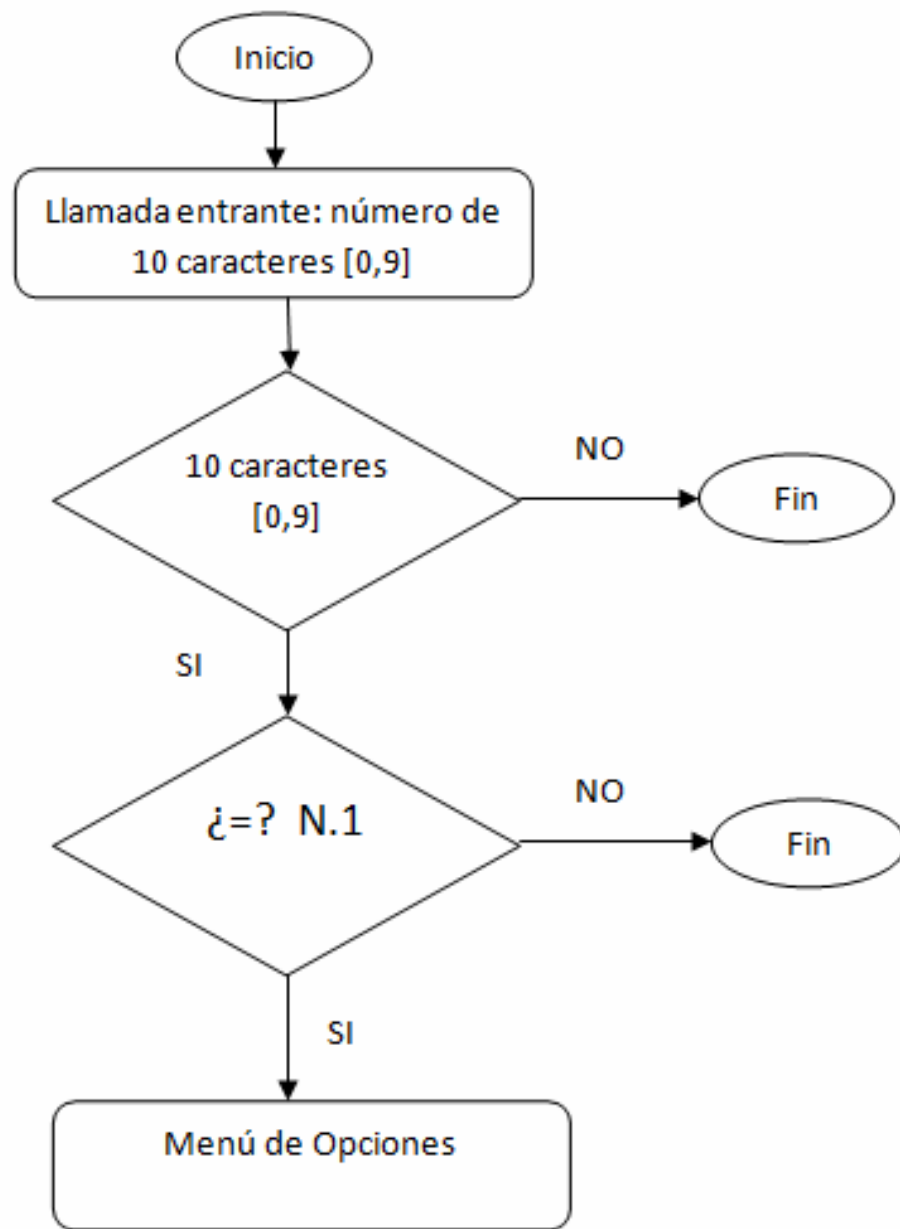 Inicio
Llamada entrante: número de
10 caracteres [0,9]
10 caracteres
[0,9]
NO
Fin
SI
¿=? N.1
NO
Fin
SI
Menú de Opciones